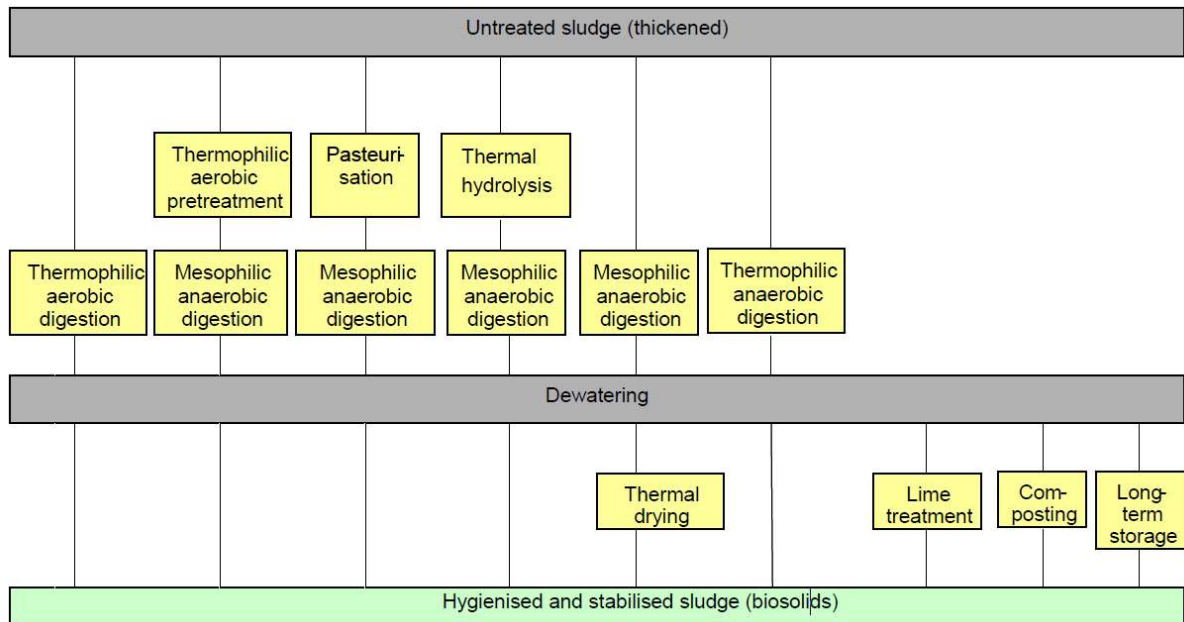 Untreated sludge (thickened)
Thermophilic
aerobic
pretreatment
Pasteuri-
sation
Thermal
hydrolysis
Thermophilic
aerobic
digestion
Mesophilic
anaerobic
digestion
Mesophilic
anaerobic
digestion
Mesophilic
anaerobic
digestion
Mesophilic
anaerobic
digestion
Thermophilic
anaerobic
digestion
Dewatering
Thermal
drying
Lime
treatment
Com-
posting
Long-
term
storage
Hygienised and stabilised sludge (biosolids)